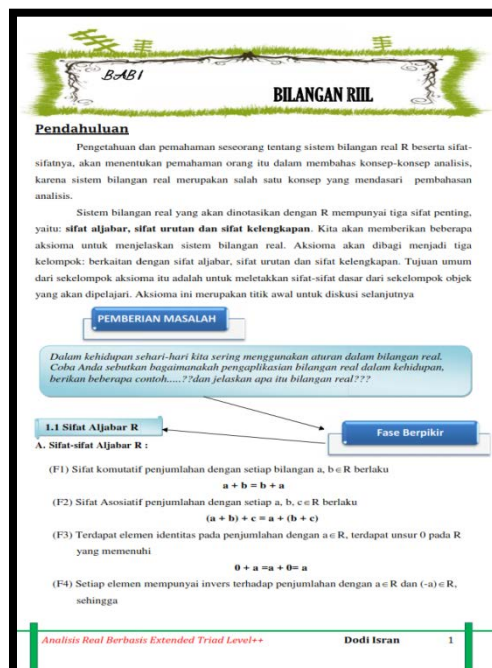 BAB I
BILANGAN RIIL
Pendahuluan
Pengetahuan dan pemahaman seseorang tentang sistem bilangan real R beserta sifat-
sifatnya, akan menentukan pemahaman orang itu dalam membahas konsep-konsep analisis,
karena sistem bilangan real merupakan salah satu konsep yang mendasari pembahasan
analisis.
Sistem bilangan real yang akan dinotasikan dengan R mempunyai tiga sifat penting,
yaitu: sifat aljabar, sifat urutan dan sifat kelengkapan. Kita akan memberikan beberapa
aksioma untuk menjelaskan sistem bilangan real. Aksioma akan dibagi menjadi tiga
kelompok: berkaitan dengan sifat aljabar, sifat urutan dan sifat kelengkapan. Tujuan umum
dari sekelompok aksioma itu adalah untuk meletakkan sifat-sifat dasar dari sekelompok objek
yang akan dipelajari. Aksioma ini merupakan titik awal untuk diskusi selanjutnya
PEMBERIAN MASALAH
Dalam kehidupan sehari-hari kita sering menggunakan aturan dalam bilangan real.
Coba Anda sebutkan bagaimanakah pengaplikasian bilangan real dalam kehidupan,
berikan beberapa contoh.....??dan jelaskan apa itu bilangan real???
1.1 Sifat Aljabar R
Fase Berpikir
A. Sifat-sifat Aljabar R :
(F1) Sifat komutatif penjumlahan dengan setiap bilangan a, b∈R berlaku
a + b = b + a
(F2) Sifat Asosiatif penjumlahan dengan setiap a, b, c∈R berlaku
(a + b) + c = a + (b + c)
(F3) Terdapat elemen identitas pada penjumlahan dengan a∈R, terdapat unsur 0 pada R
yang memenuhi
0 + a =a + 0= a
(F4) Setiap elemen mempunyai invers terhadap penjumlahan dengan a∈R dan (-a)∈R,
sehingga
Analisis Real Berbasis Extended Triad Level++ Dodi Isran 1